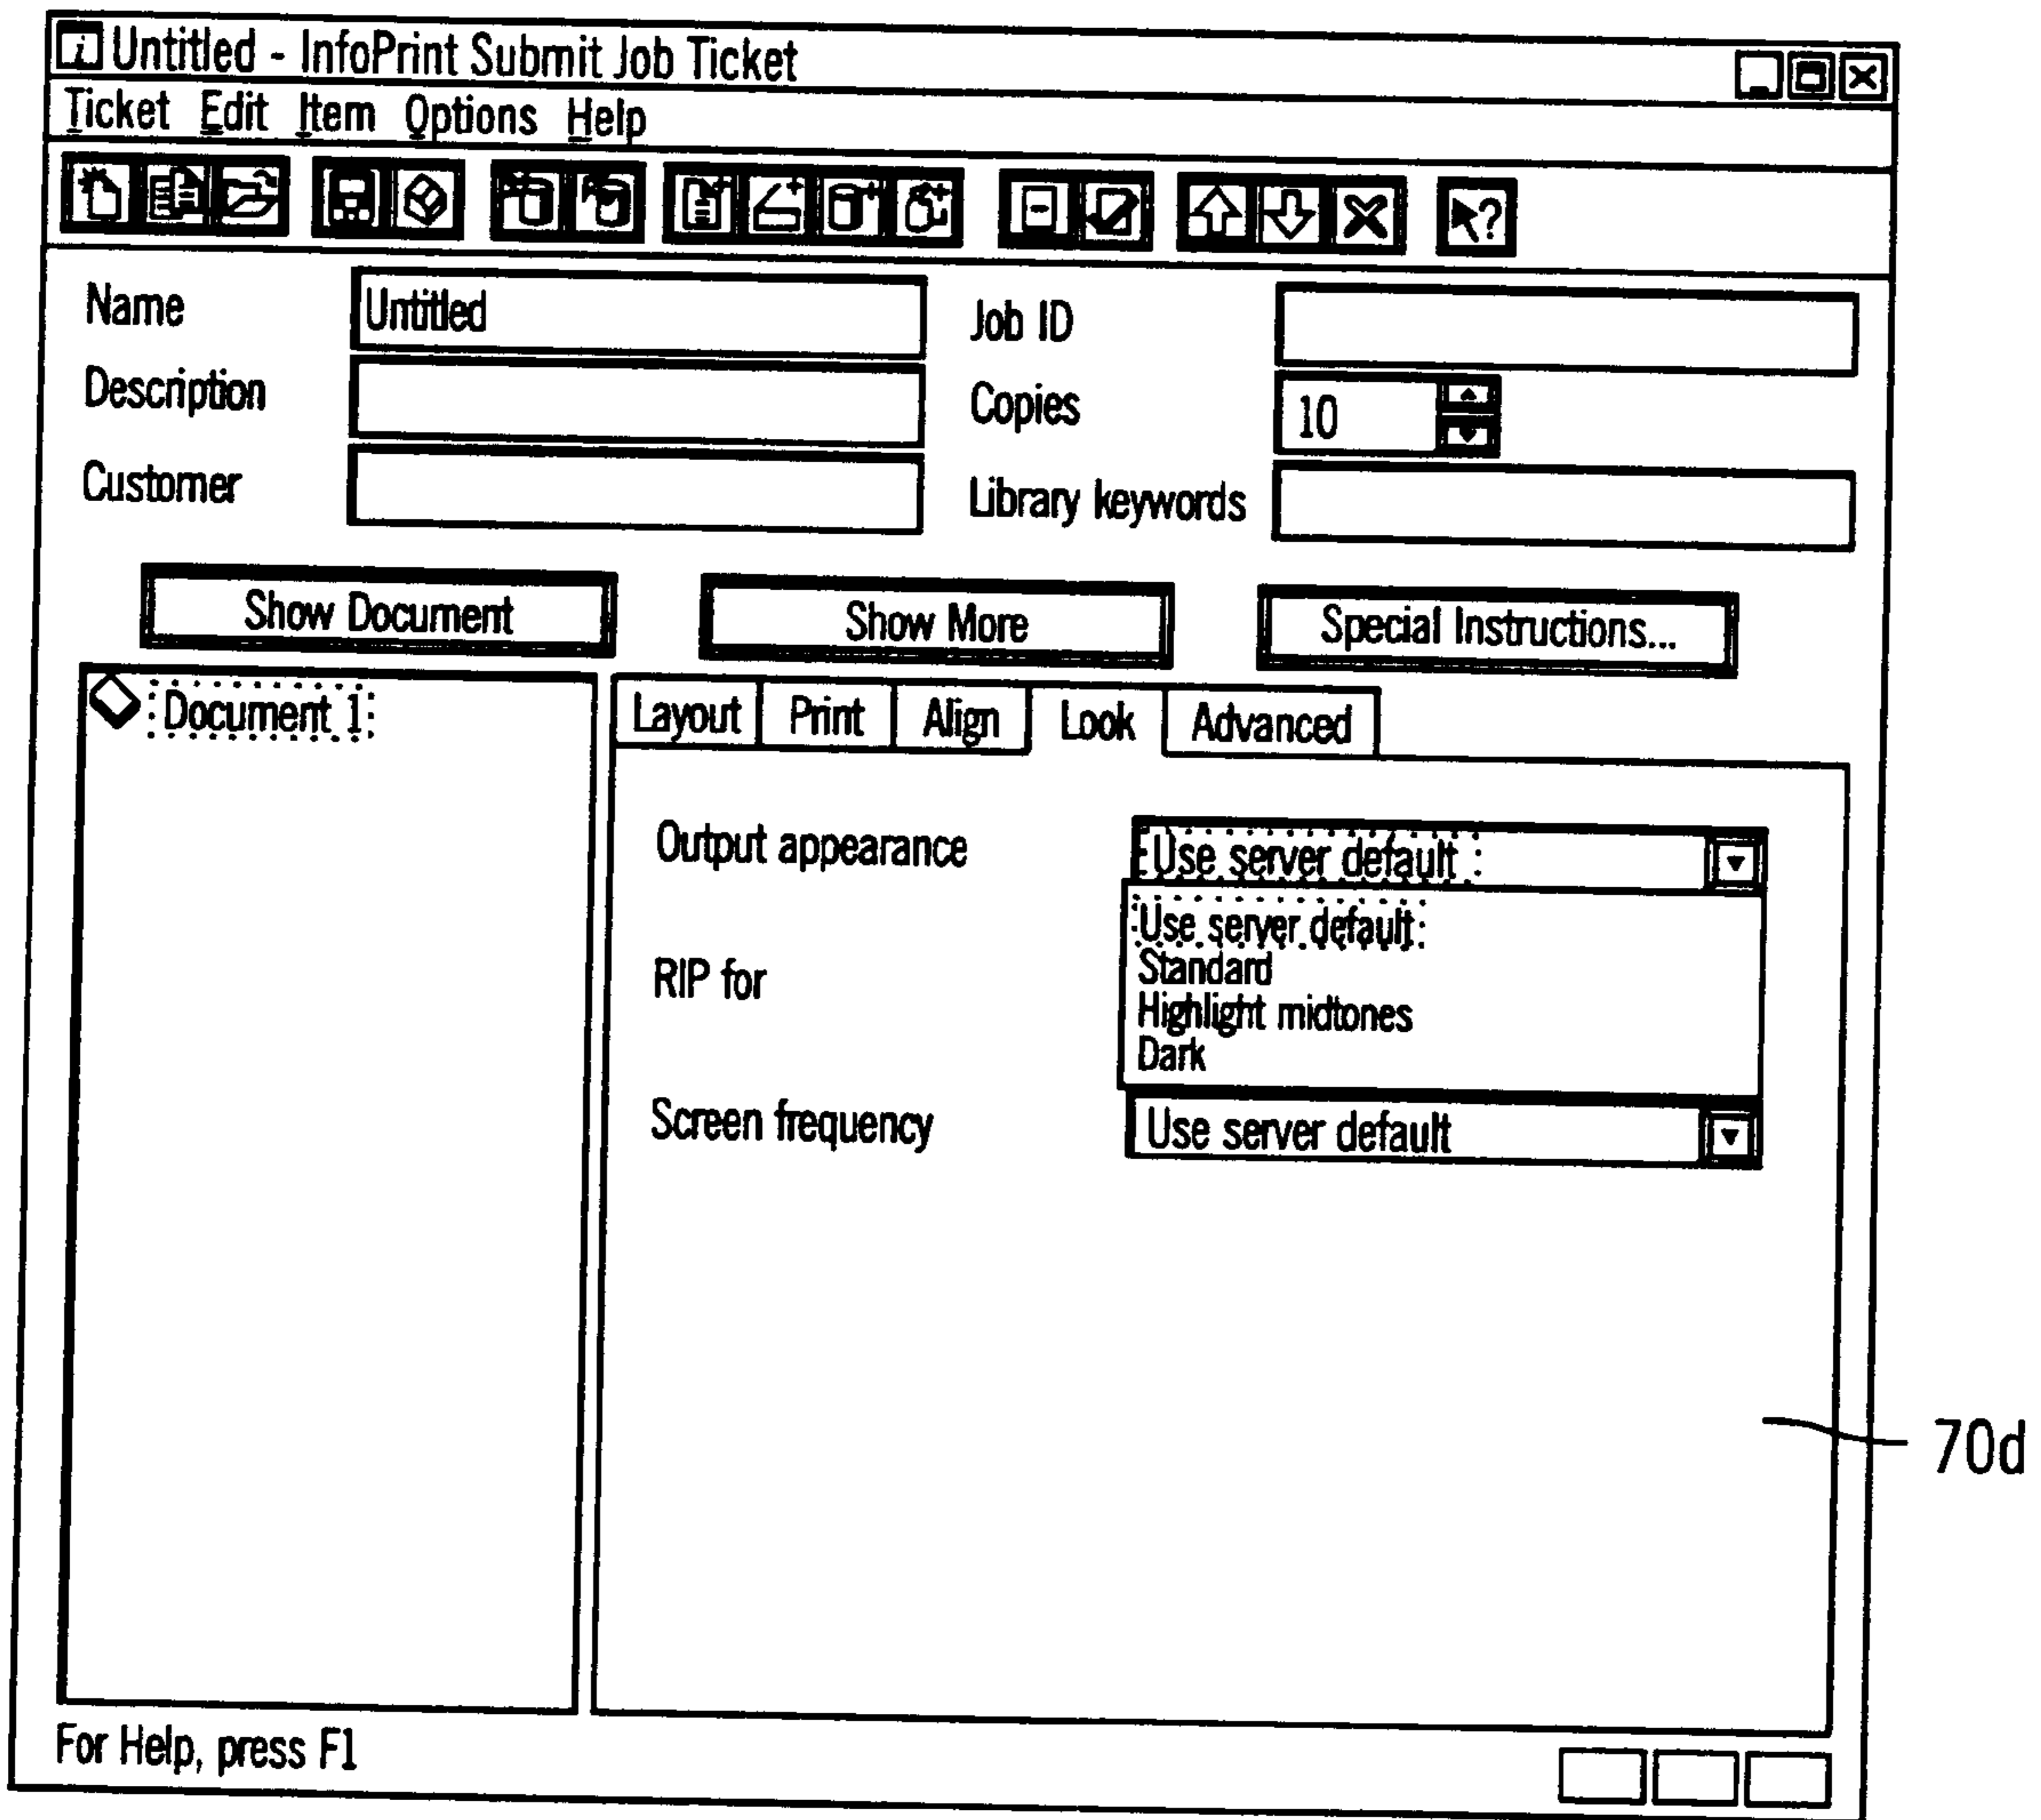 Untitled - InfoPrint Submit Job Ticket
Ticket Edit Item Options Help
Name Untitled Job ID
Description Copies 10
Customer Library keywords
Show Document Show More Special Instructions...
Document 1 Layout Print Align Look Advanced
Output appearance Use server default
Use server default
Standard
RIP for
Highlight midtones
Dark
Screen frequency Use server default
70d
For Help, press F1